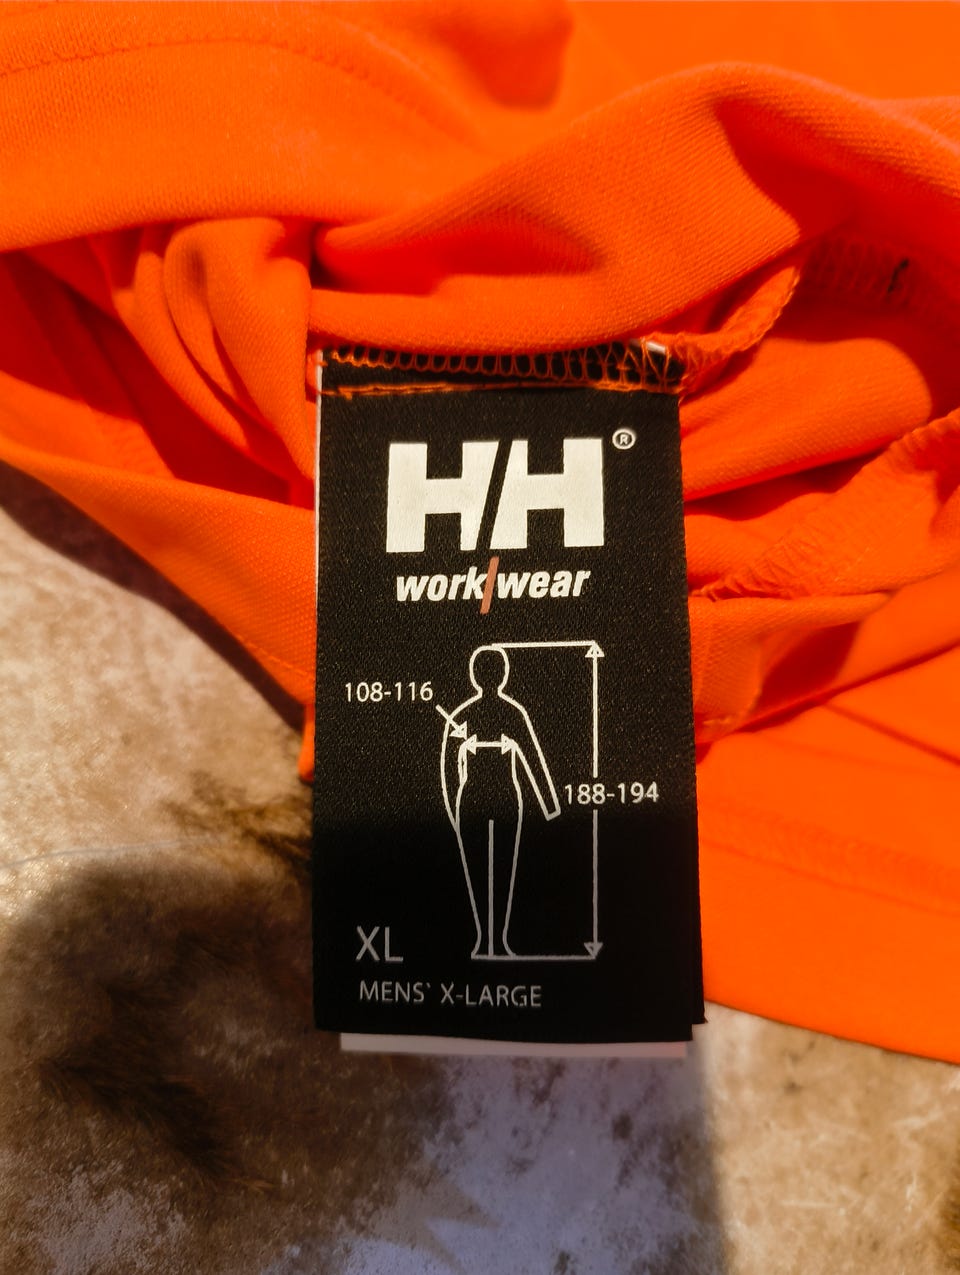 HH®
work/wear
108-116
188-194
XL
MENS' X-LARGE